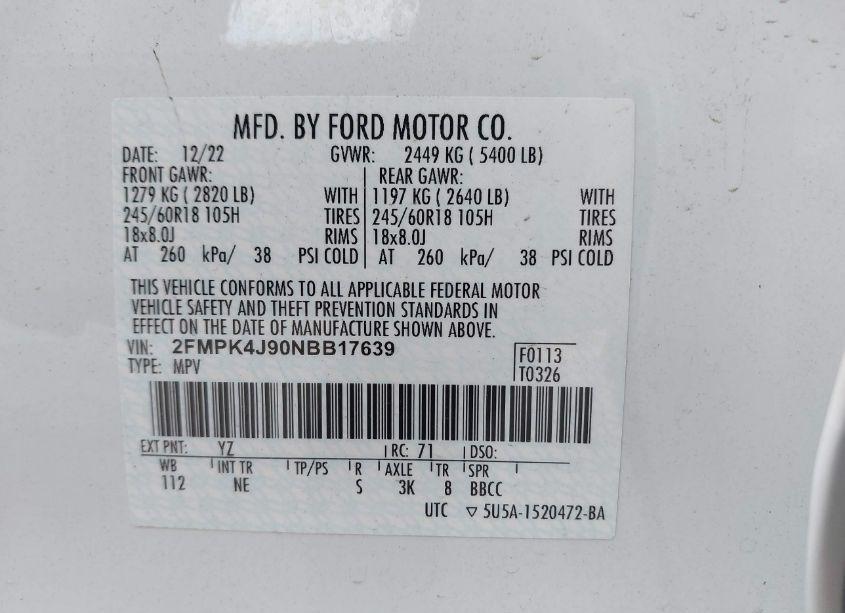 MFD. BY FORD MOTOR CO.
DATE: 12/22 GVWR: 2449 KG ( 5400 LB)
FRONT GAWR: REAR GAWR:
1279 KG ( 2820 LB) WITH 1197 KG ( 2640 LB) WITH
245/60R18 105H TIRES 245/60R18 105H TIRES
18x8.0J RIMS 18x8.0J RIMS
AT 260 kPa/ 38 PSI COLD AT 260 kPa/ 38 PSI COLD
THIS VEHICLE CONFORMS TO ALL APPLICABLE FEDERAL MOTOR
VEHICLE SAFETY AND THEFT PREVENTION STANDARDS IN
EFFECT ON THE DATE OF MANUFACTURE SHOWN ABOVE.
VIN: 2FMPK4J90NBB17639
TYPE: MPV
F0113
T0326
EXT PNT: YZ RC: 71 DSO:
WB INT TR TP/PS R AXLE TR SPR
112 NE S 3K 8 BBCC
UTC ▽ 5U5A-1520472-BA